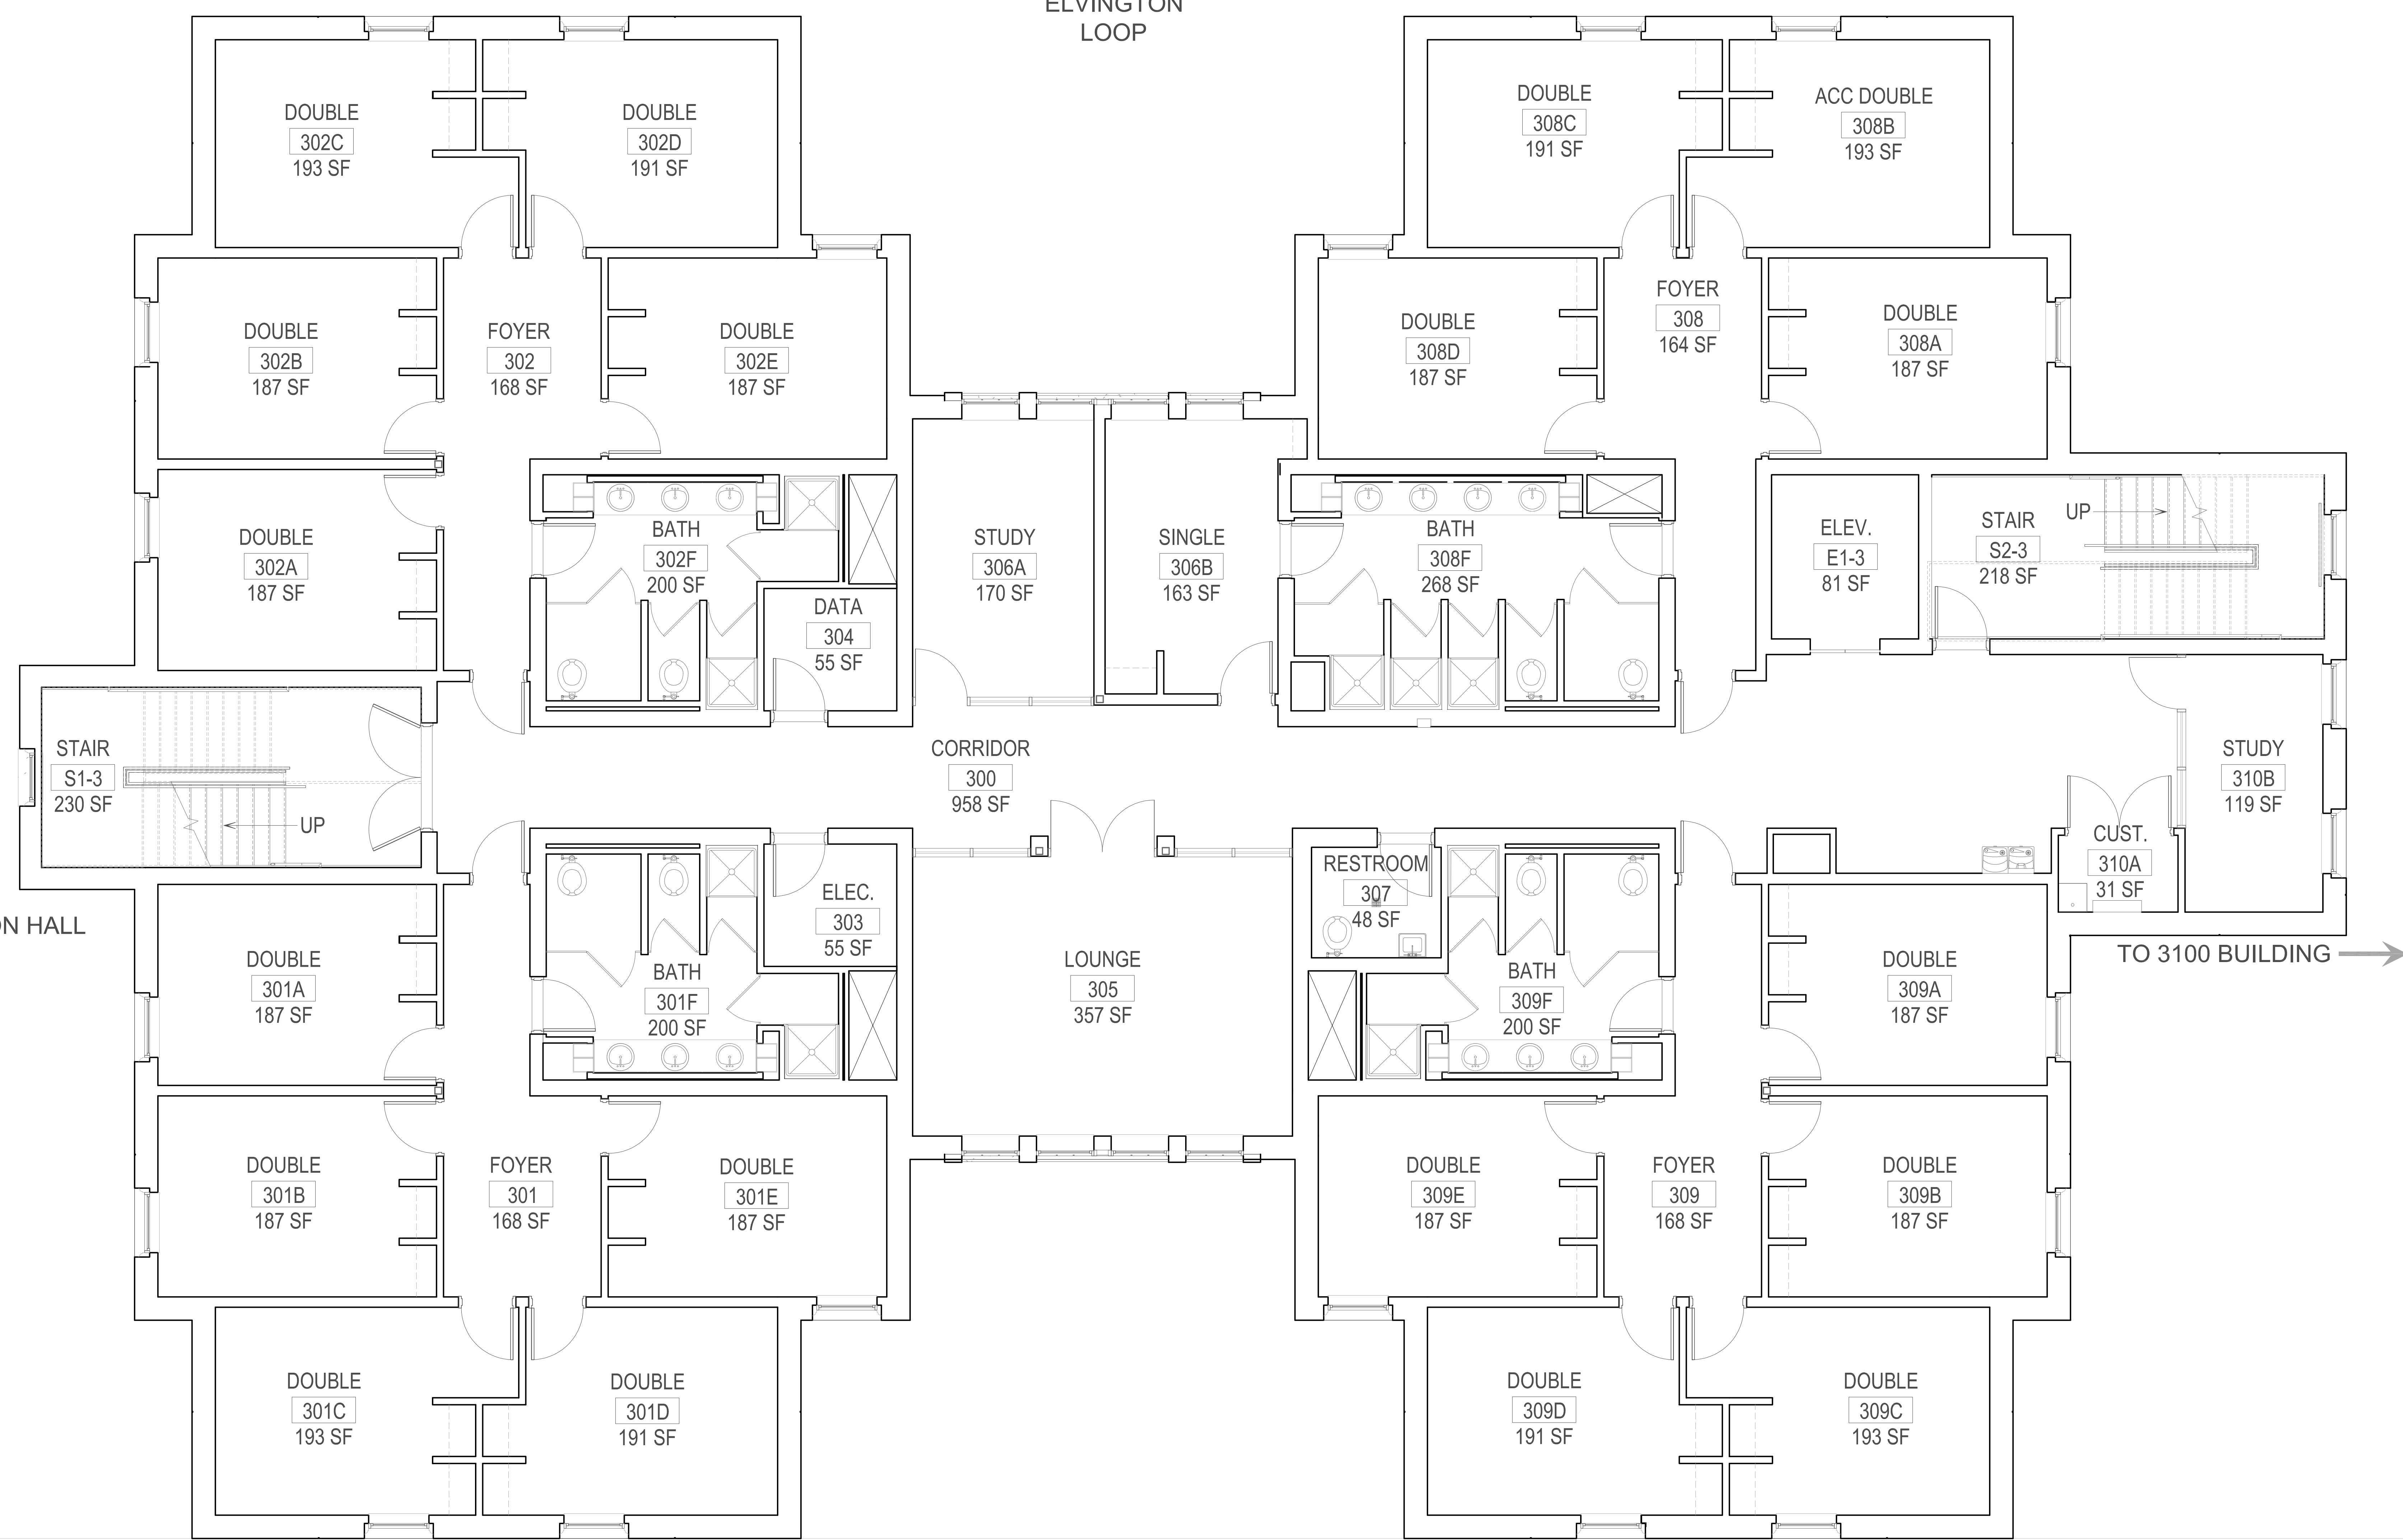 ELVINGTON
LOOP
DOUBLE
302C
193 SF
DOUBLE
302D
191 SF
DOUBLE
308C
191 SF
ACC DOUBLE
308B
193 SF
DOUBLE
302B
187 SF
FOYER
302
168 SF
DOUBLE
302E
187 SF
DOUBLE
308D
187 SF
FOYER
308
164 SF
DOUBLE
308A
187 SF
DOUBLE
302A
187 SF
BATH
302F
200 SF
DATA
304
55 SF
STUDY
306A
170 SF
SINGLE
306B
163 SF
BATH
308F
268 SF
ELEV.
E1-3
81 SF
STAIR
S2-3
218 SF
UP
STAIR
S1-3
230 SF
UP
CORRIDOR
300
958 SF
STUDY
310B
119 SF
CUST.
310A
31 SF
ON HALL
TO 3100 BUILDING
DOUBLE
301A
187 SF
BATH
301F
200 SF
ELEC.
303
55 SF
LOUNGE
305
357 SF
RESTROOM
307
48 SF
BATH
309F
200 SF
DOUBLE
309A
187 SF
DOUBLE
301B
187 SF
FOYER
301
168 SF
DOUBLE
301E
187 SF
DOUBLE
309E
187 SF
FOYER
309
168 SF
DOUBLE
309B
187 SF
DOUBLE
301C
193 SF
DOUBLE
301D
191 SF
DOUBLE
309D
191 SF
DOUBLE
309C
193 SF